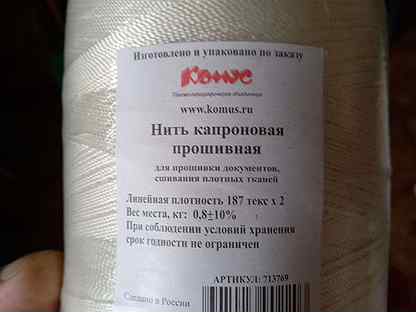 Изготовлено и упаковано по заказу
Комус
www.komus.ru
Нить капроновая
прошивная
для прошивки документов,
сшивания плотных тканей
Линейная плотность 187 текс х 2
Вес места, кг: 0,8±10%
При соблюдении условий хранения
срок годности не ограничен
АРТИКУЛ: 713769
Сделано в России